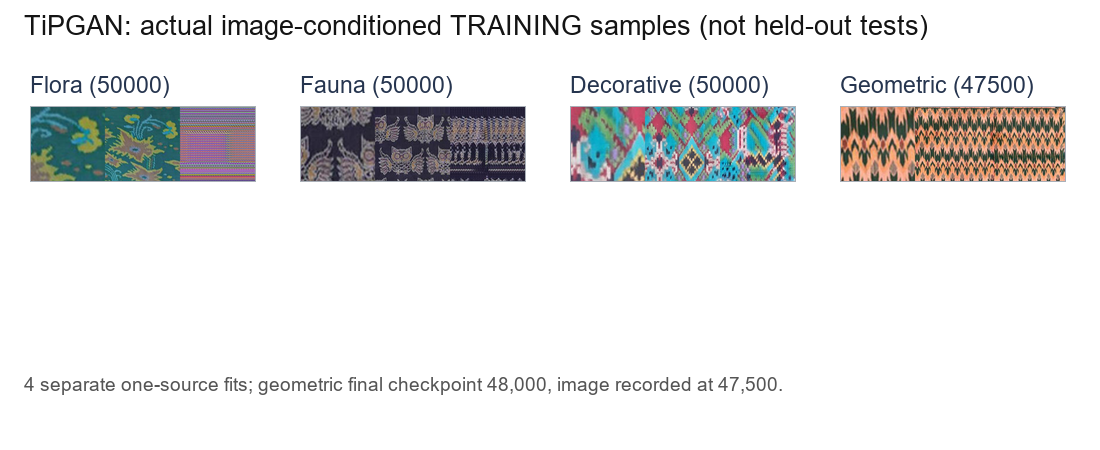 TiPGAN: actual image-conditioned TRAINING samples (not held-out tests)
Flora (50000)
Fauna (50000)
Decorative (50000)
Geometric (47500)
4 separate one-source fits; geometric final checkpoint 48,000, image recorded at 47,500.